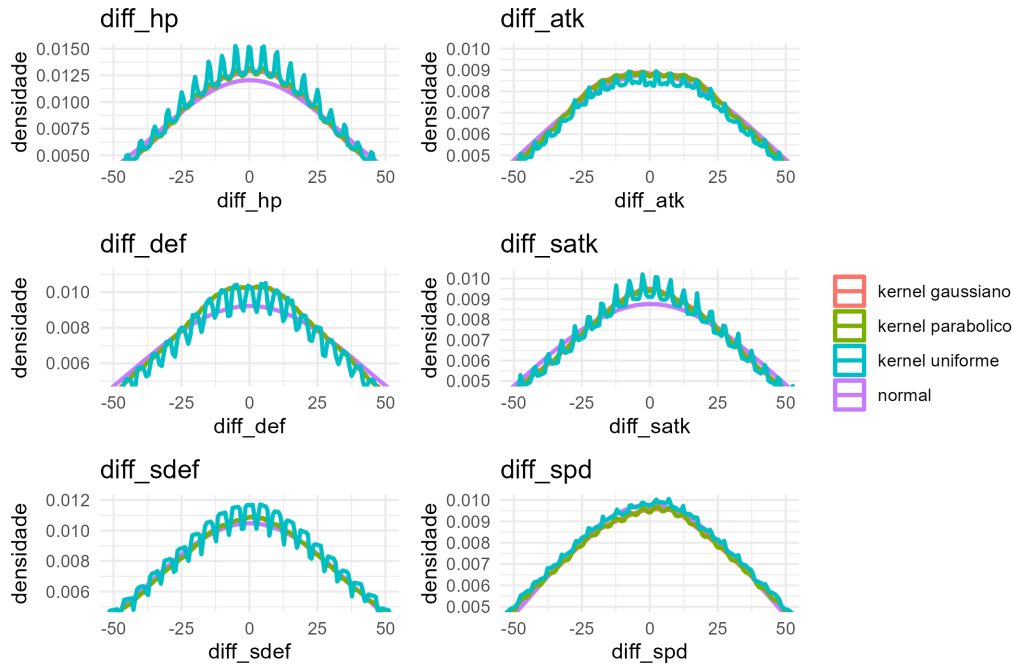 diff_hp
densidade
0.0150
0.0125
0.0100
0.0075
0.0050
-50 -25 0 25 50
diff_hp
diff_atk
densidade
0.010
0.009
0.008
0.007
0.006
0.005
-50 -25 0 25 50
diff_atk
diff_def
densidade
0.010
0.008
0.006
-50 -25 0 25 50
diff_def
diff_satk
densidade
0.010
0.009
0.008
0.007
0.006
0.005
-50 -25 0 25 50
diff_satk
diff_sdef
densidade
0.012
0.010
0.008
0.006
-50 -25 0 25 50
diff_sdef
diff_spd
densidade
0.010
0.009
0.008
0.007
0.006
0.005
-50 -25 0 25 50
diff_spd
kernel gaussiano
kernel parabolico
kernel uniforme
normal